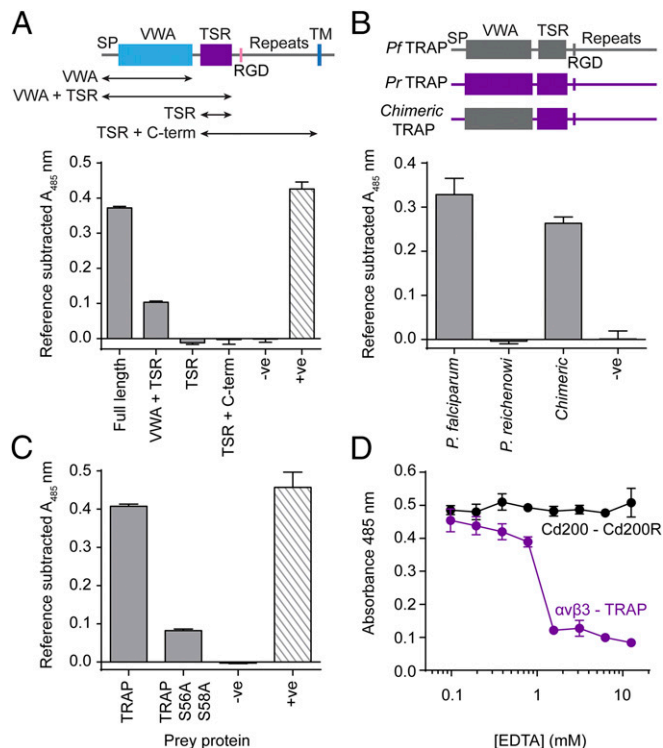 A
SP VWA TSR Repeats TM
RGD
VWA
VWA + TSR
TSR
TSR + C-term
Reference subtracted A485 nm
0.5
0.4
0.3
0.2
0.1
0.0
Full length
VWA + TSR
TSR
TSR + C-term
-ve
+ve
B
SP VWA TSR Repeats
Pf TRAP
RGD
Pr TRAP
Chimeric
TRAP
Reference subtracted A485 nm
0.4
0.3
0.2
0.1
0.0
P. falciparum
P. reichenowi
Chimeric
-ve
C
Reference subtracted A485 nm
0.5
0.4
0.3
0.2
0.1
0.0
TRAP
TRAP
S56A
S58A
-ve
+ve
Prey protein
D
Absorbance 485 nm
0.6
0.5
0.4
0.3
0.2
0.1
0.0
Cd200 - Cd200R
αvβ3 - TRAP
0.1 1 10
[EDTA] (mM)